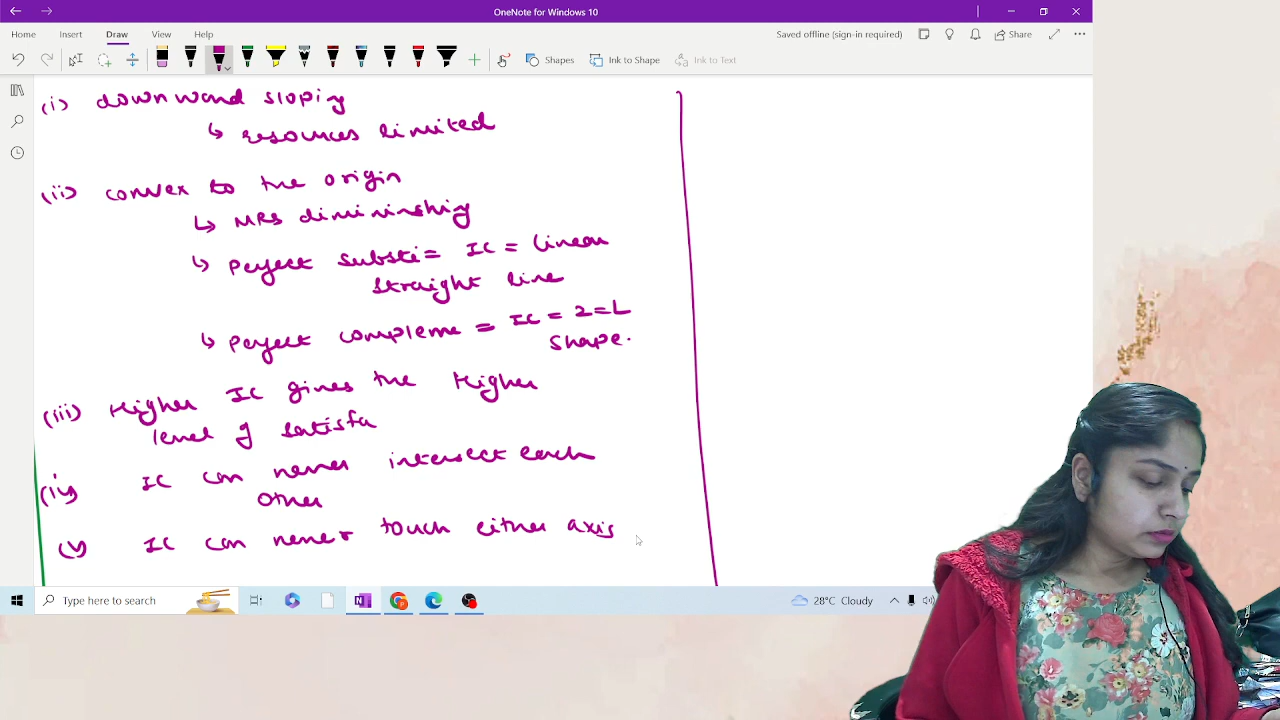 OneNote for Windows 10
Home Insert Draw View Help
Saved offline (sign-in required) Share
Shapes Ink to Shape Ink to Text
(i) downward sloping
↳ resources limited
(ii) convex to the origin
↳ MRS diminishing
↳ Perfect substi = IC = linear
straight line
↳ Perfect compleme = IC = 2 = L
shape.
(iii) Higher IC gives the Higher
level of satisfa
(iv) IC can never intersect each
other
(v) IC can never touch either axis
Type here to search
28°C Cloudy